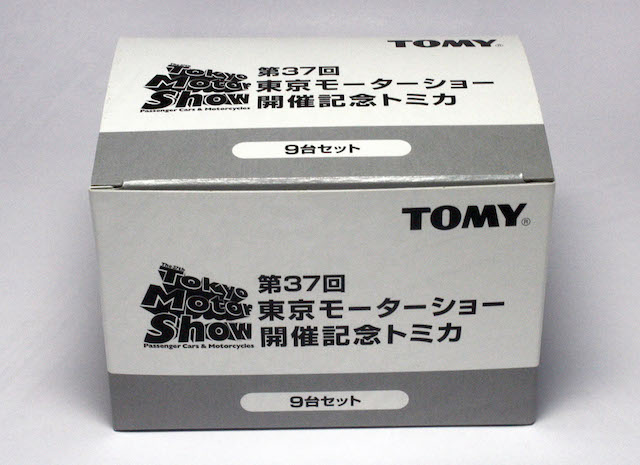 TOMY®
The 37th
Tokyo
Motor
Show
Passenger Cars & Motorcycles
第37回
東京モーターショー
開催記念トミカ
9台セット
TOMY®
The 37th
Tokyo
Motor
Show
Passenger Cars & Motorcycles
第37回
東京モーターショー
開催記念トミカ
9台セット